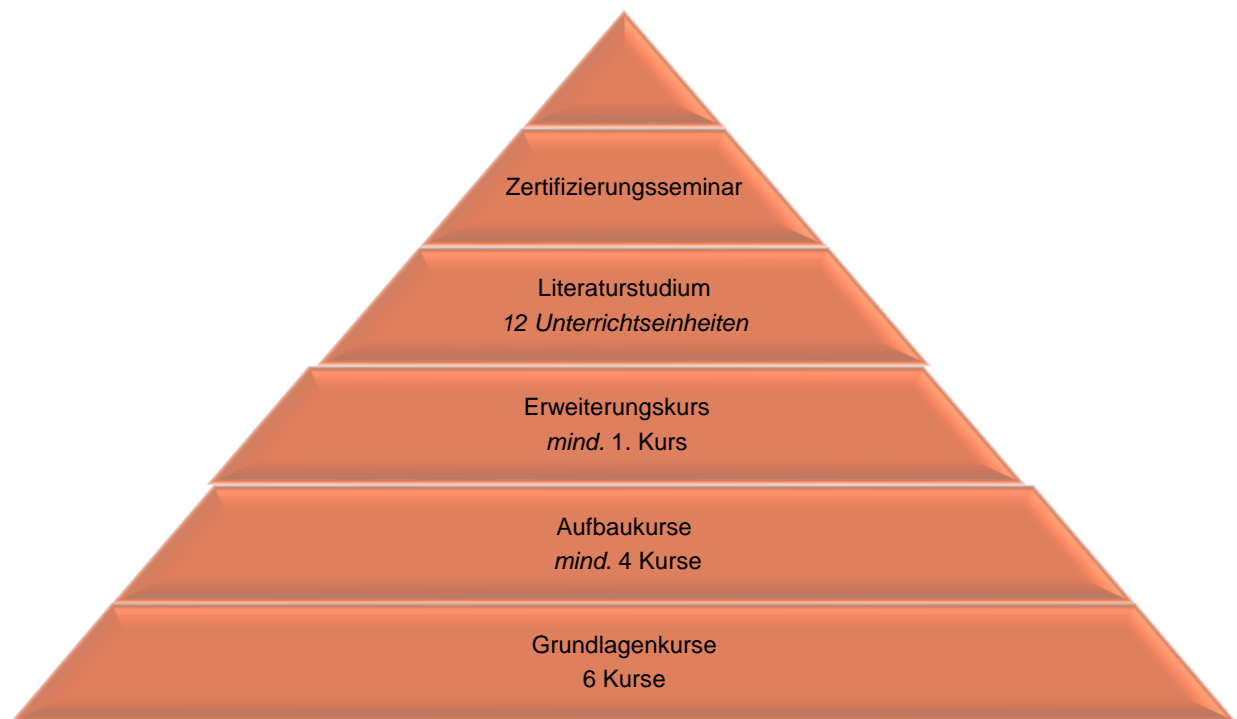 Zertifizierungsseminar
Literaturstudium
12 Unterrichtseinheiten
Erweiterungskurs
mind. 1. Kurs
Aufbaukurse
mind. 4 Kurse
Grundlagenkurse
6 Kurse